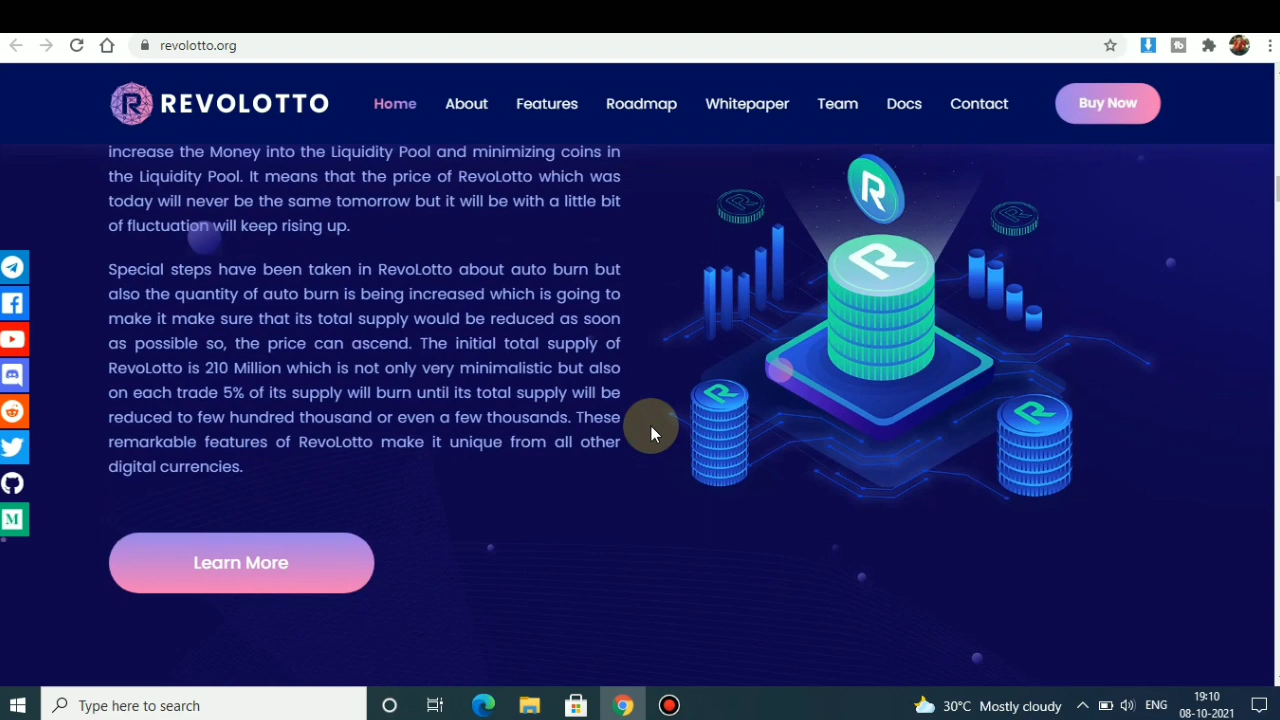 revolotto.org
REVOLOTTO
Home
About
Features
Roadmap
Whitepaper
Team
Docs
Contact
Buy Now
increase the Money into the Liquidity Pool and minimizing coins in
the Liquidity Pool. It means that the price of RevoLotto which was
today will never be the same tomorrow but it will be with a little bit
of fluctuation will keep rising up.
Special steps have been taken in RevoLotto about auto burn but
also the quantity of auto burn is being increased which is going to
make it make sure that its total supply would be reduced as soon
as possible so, the price can ascend. The initial total supply of
RevoLotto is 210 Million which is not only very minimalistic but also
on each trade 5% of its supply will burn until its total supply will be
reduced to few hundred thousand or even a few thousands. These
remarkable features of RevoLotto make it unique from all other
digital currencies.
Learn More
Type here to search
30°C Mostly cloudy
ENG
19:10
08-10-2021